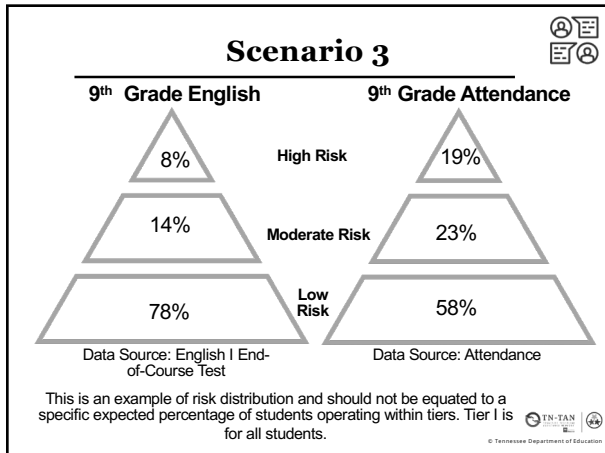 Scenario 3
9th Grade English
9th Grade Attendance
8%
High Risk
19%
14%
Moderate Risk
23%
78%
Low
Risk
58%
Data Source: English I End-
of-Course Test
Data Source: Attendance
This is an example of risk distribution and should not be equated to a
specific expected percentage of students operating within tiers. Tier I is
for all students.
TN-TAN
© Tennessee Department of Education